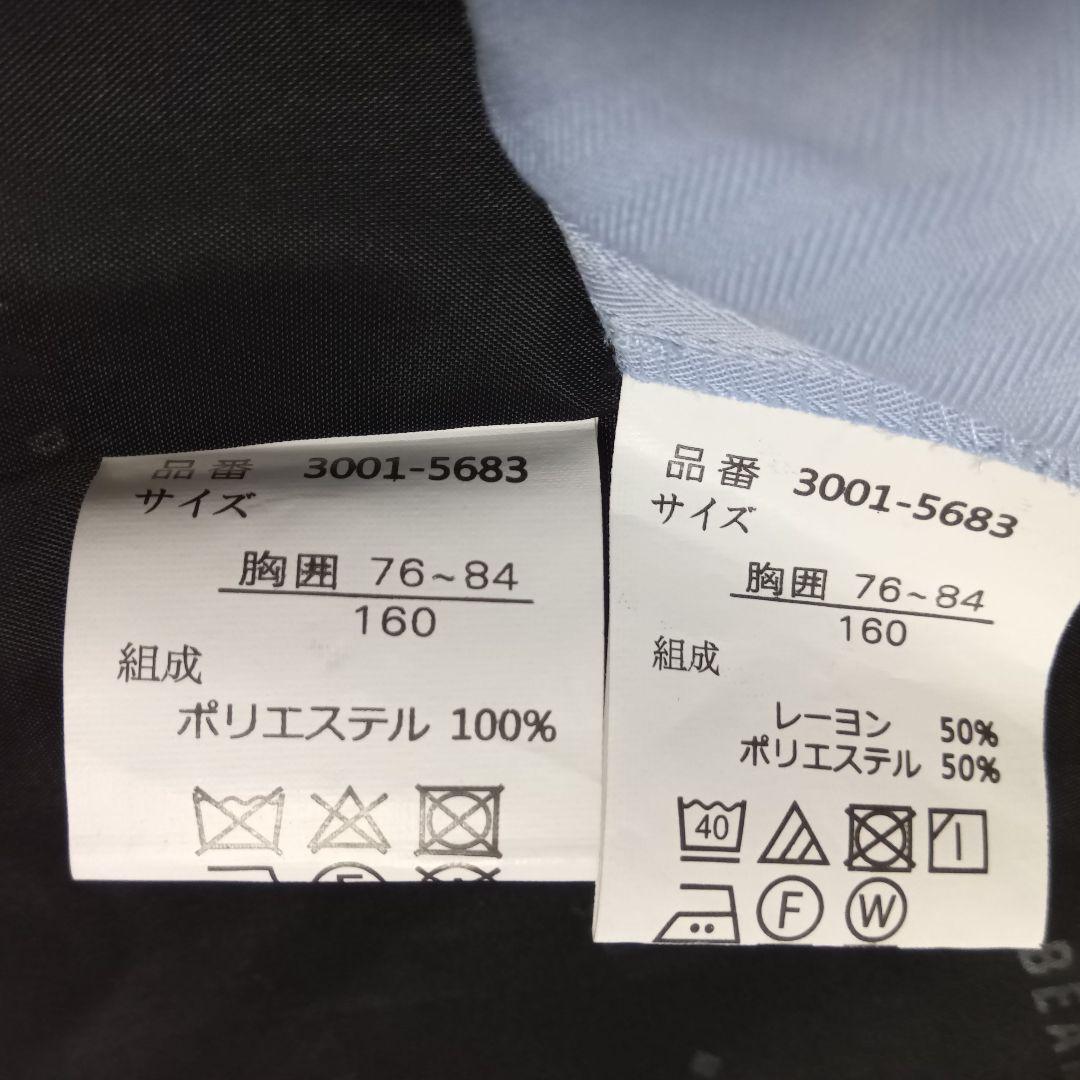 品番 3001-5683
サイズ
胸囲 76~84
160
組成
ポリエステル 100%
品番 3001-5683
サイズ
胸囲 76~84
160
組成
レーヨン 50%
ポリエステル 50%
40
F W